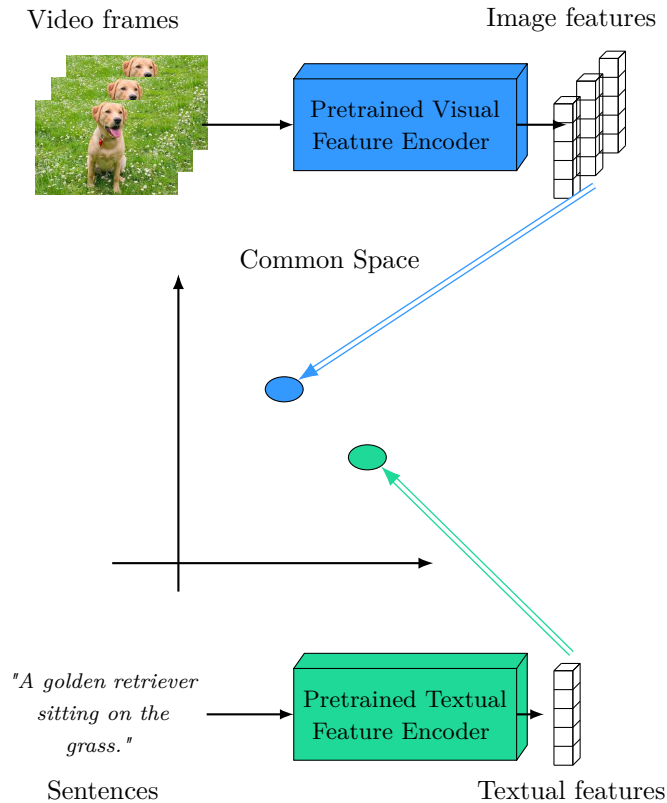 Video frames
Image features
Pretrained Visual
Feature Encoder
Common Space
"A golden retriever
sitting on the
grass."
Pretrained Textual
Feature Encoder
Sentences
Textual features